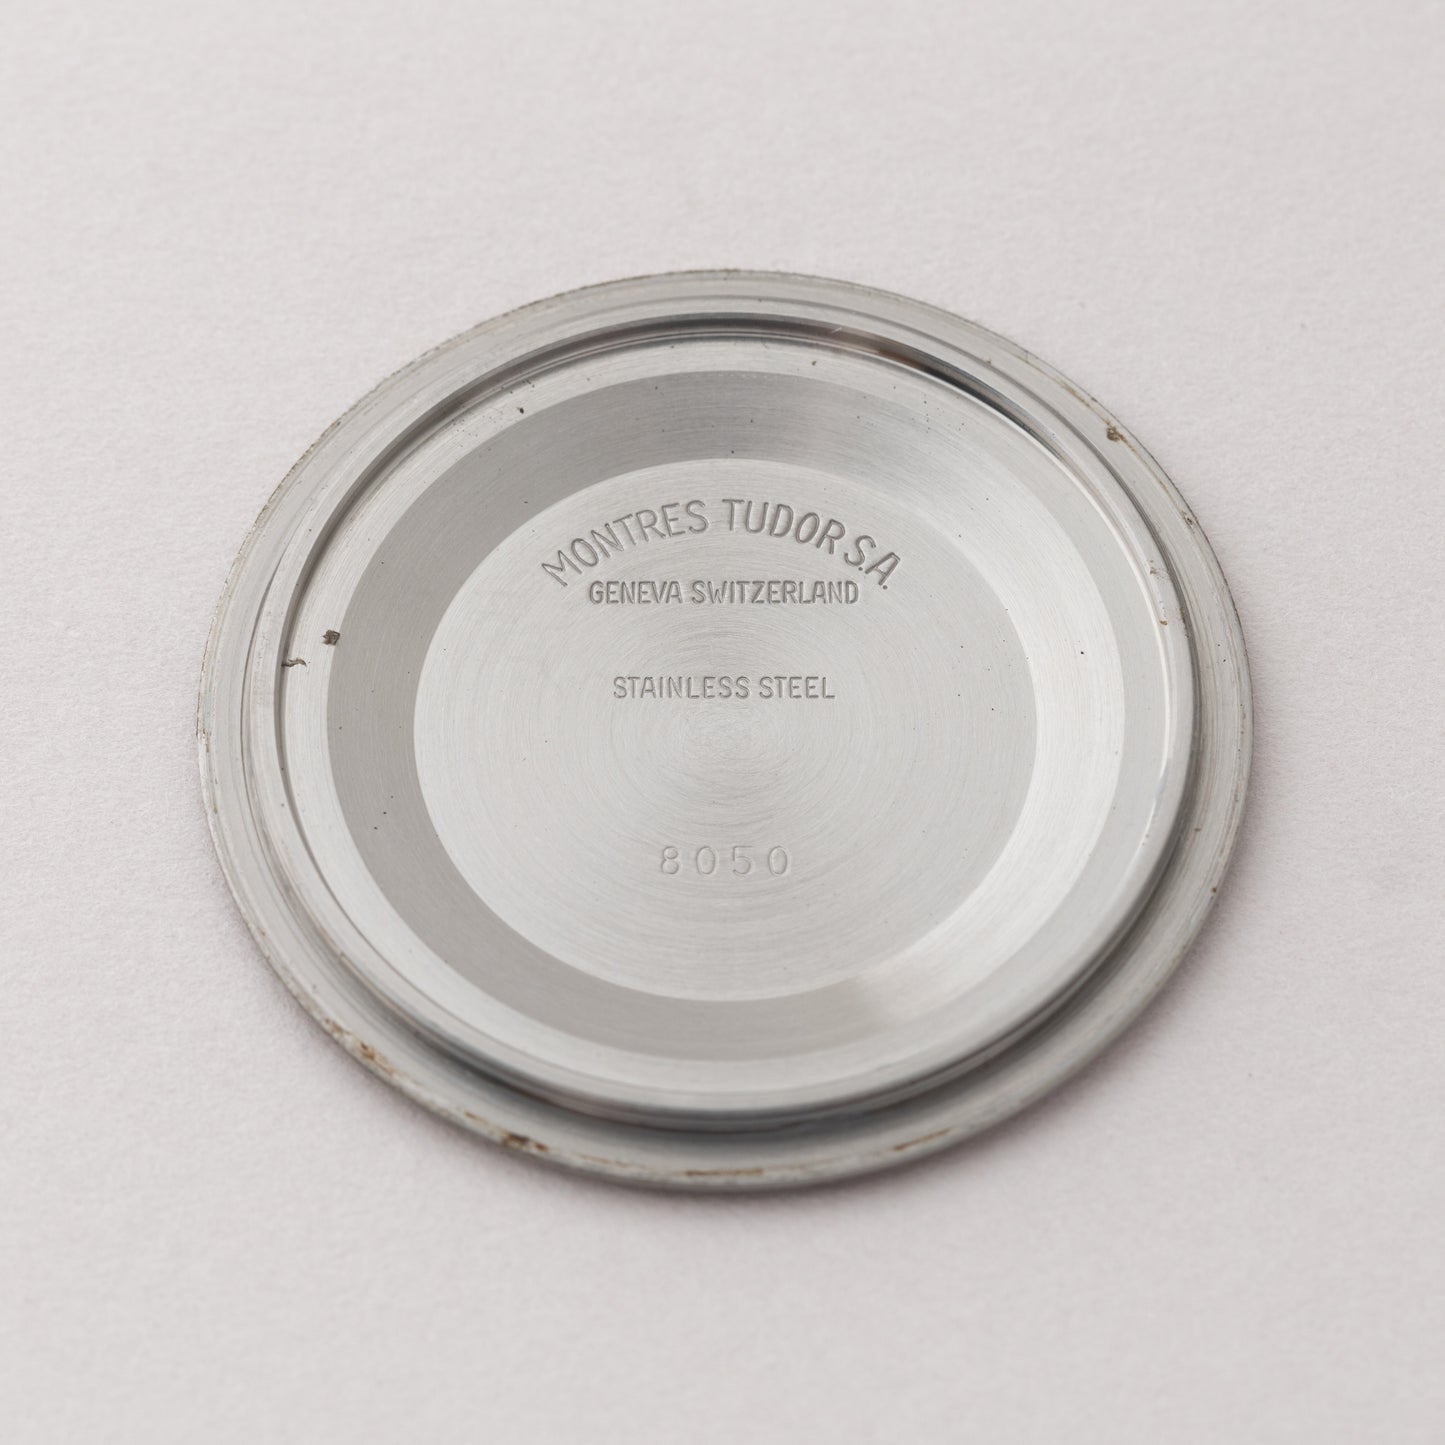 MONTRES TUDOR S.A.
GENEVA SWITZERLAND
STAINLESS STEEL
8050